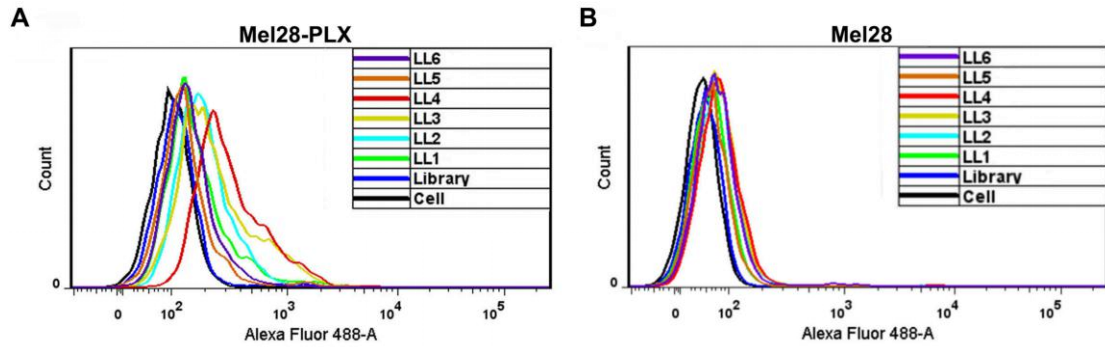 A
Mel28-PLX
LL6
LL5
LL4
LL3
LL2
LL1
Library
Cell
Count
0
0 10² 10³ 10⁴ 10⁵
Alexa Fluor 488-A
B
Mel28
LL6
LL5
LL4
LL3
LL2
LL1
Library
Cell
Count
0
0 10² 10³ 10⁴ 10⁵
Alexa Fluor 488-A